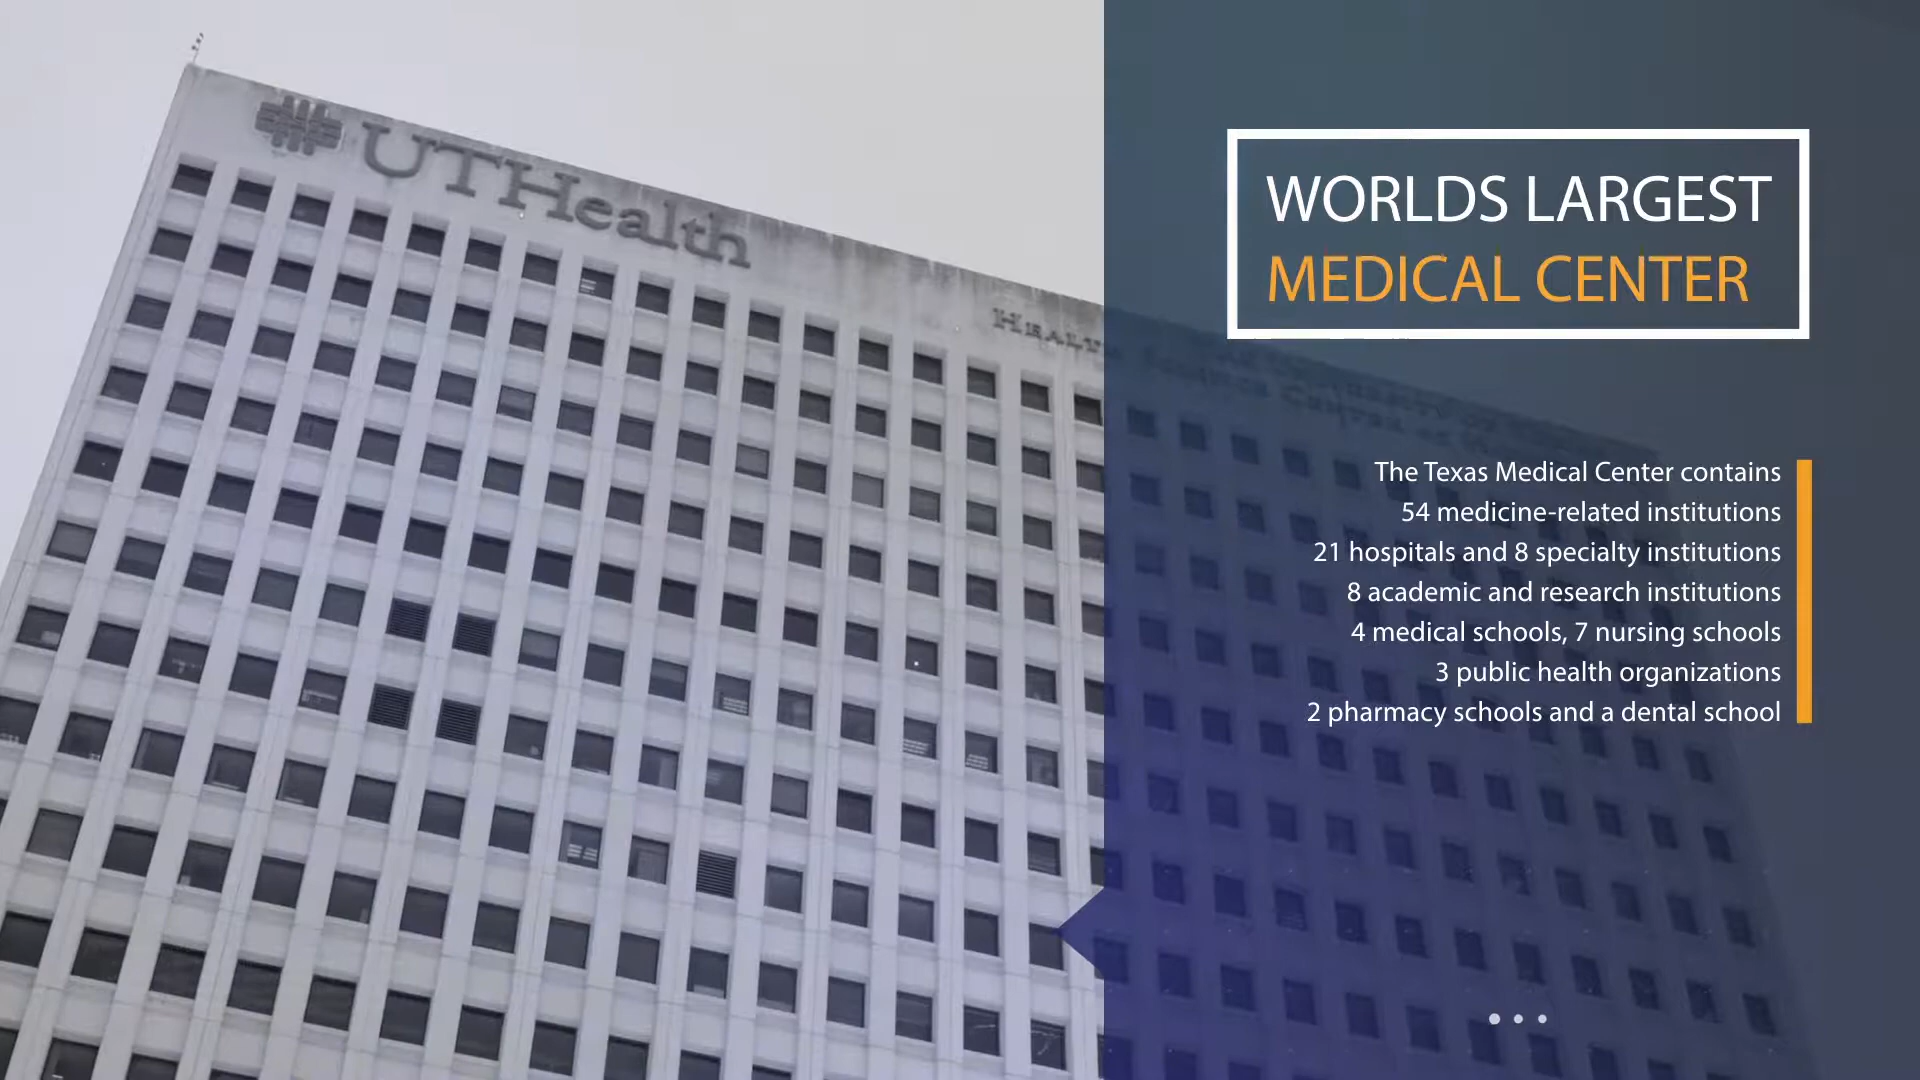 UTHealth
WORLDS LARGEST
MEDICAL CENTER
The Texas Medical Center contains
54 medicine-related institutions
21 hospitals and 8 specialty institutions
8 academic and research institutions
4 medical schools, 7 nursing schools
3 public health organizations
2 pharmacy schools and a dental school